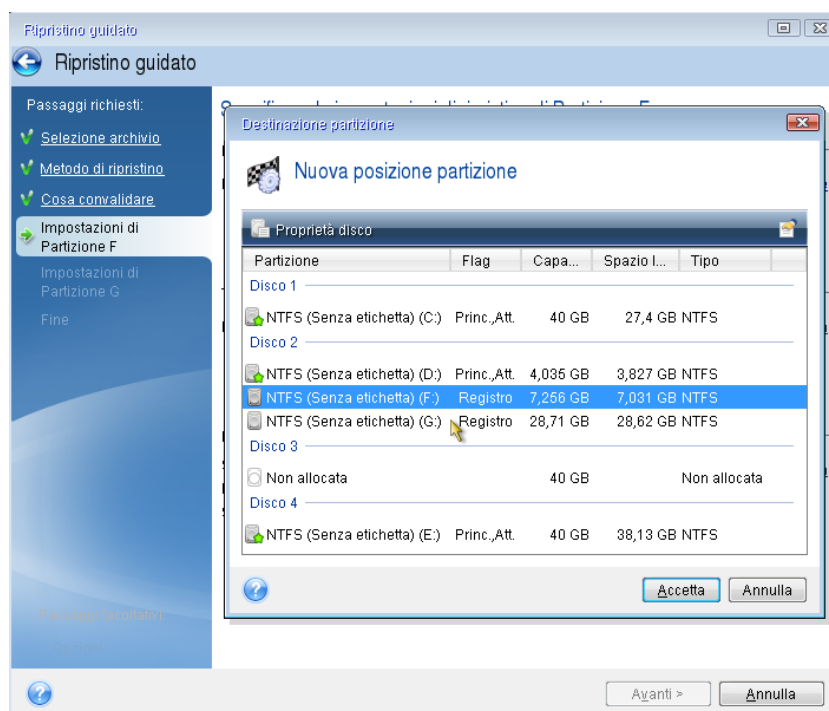 Ripristino guidato
Ripristino guidato
Passaggi richiesti:
Selezione archivio
Metodo di ripristino
Cosa convalidare
Impostazioni di
Partizione F
Impostazioni di
Partizione G
Fine
Destinazione partizione
Nuova posizione partizione
Proprietà disco
Partizione Flag Capa... Spazio l... Tipo
Disco 1
NTFS (Senza etichetta) (C:) Princ.,Att. 40 GB 27,4 GB NTFS
Disco 2
NTFS (Senza etichetta) (D:) Princ.,Att. 4,035 GB 3,827 GB NTFS
NTFS (Senza etichetta) (F:) Registro 7,256 GB 7,031 GB NTFS
NTFS (Senza etichetta) (G:) Registro 28,71 GB 28,62 GB NTFS
Disco 3
Non allocata 40 GB Non allocata
Disco 4
NTFS (Senza etichetta) (E:) Princ.,Att. 40 GB 38,13 GB NTFS
Accetta Annulla
Avanti > Annulla